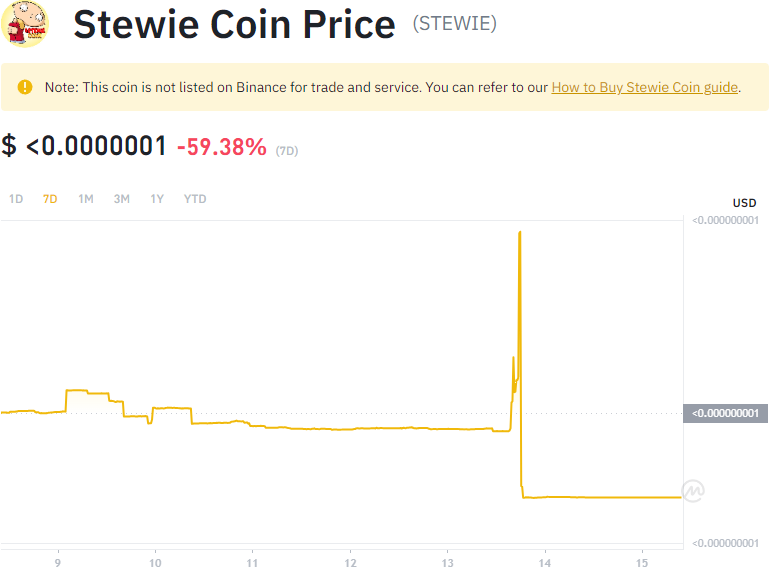 Stewie Coin Price (STEWIE)
Note: This coin is not listed on Binance for trade and service. You can refer to our How to Buy Stewie Coin guide.
$ <0.0000001 -59.38% (7D)
1D 7D 1M 3M 1Y YTD
USD
<0.000000001
<0.000000001
<0.000000001
9 10 11 12 13 14 15